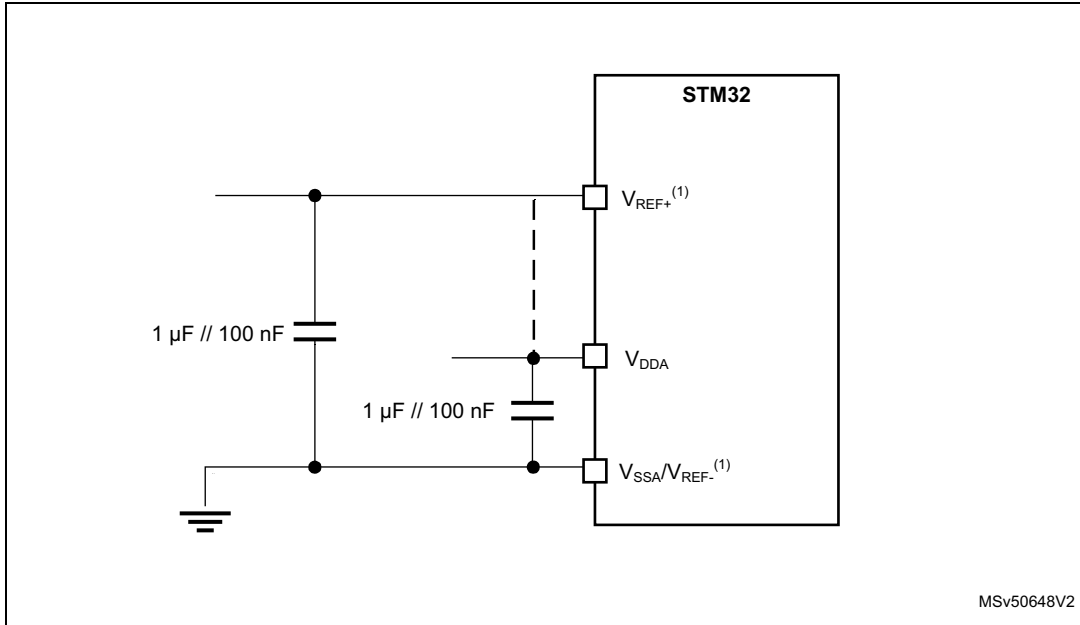 STM32
VREF+(1)
1 µF // 100 nF
VDDA
1 µF // 100 nF
VSSA/VREF-(1)
MSv50648V2